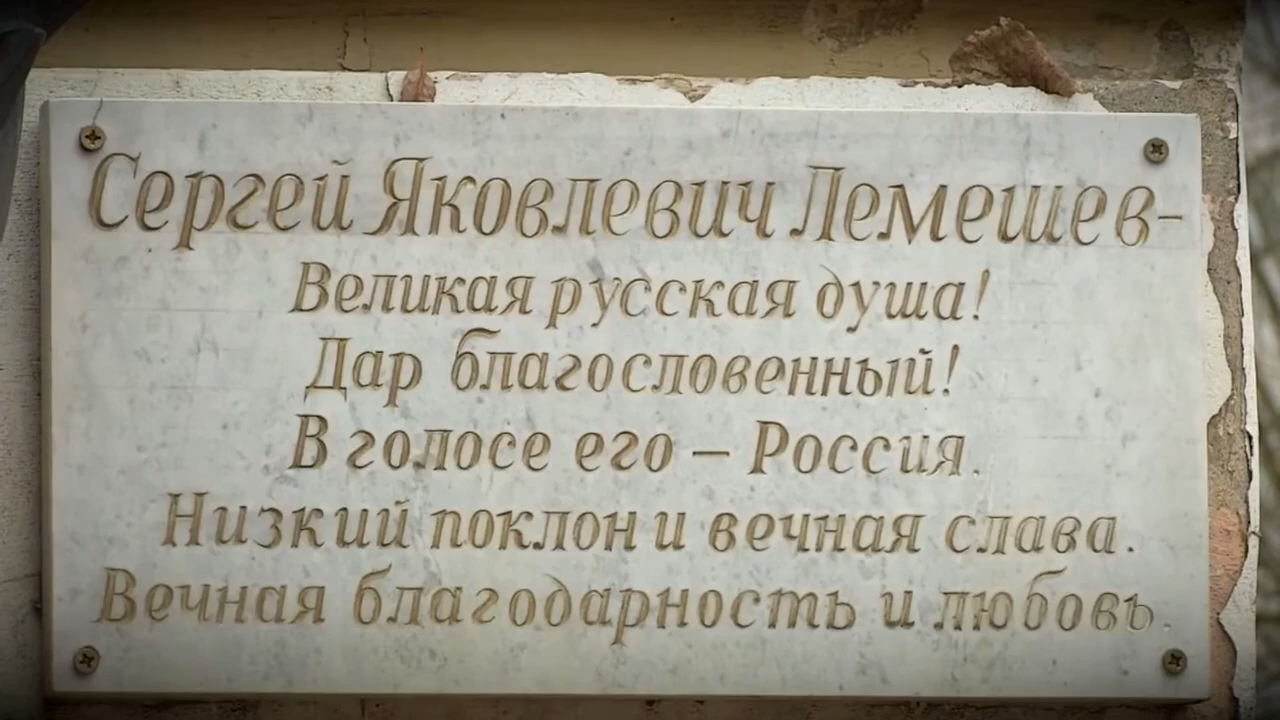 Сергей Яковлевич Лемешев–
Великая русская душа!
Дар благословенный!
В голосе его – Россия.
Низкий поклон и вечная слава.
Вечная благодарность и любовь.